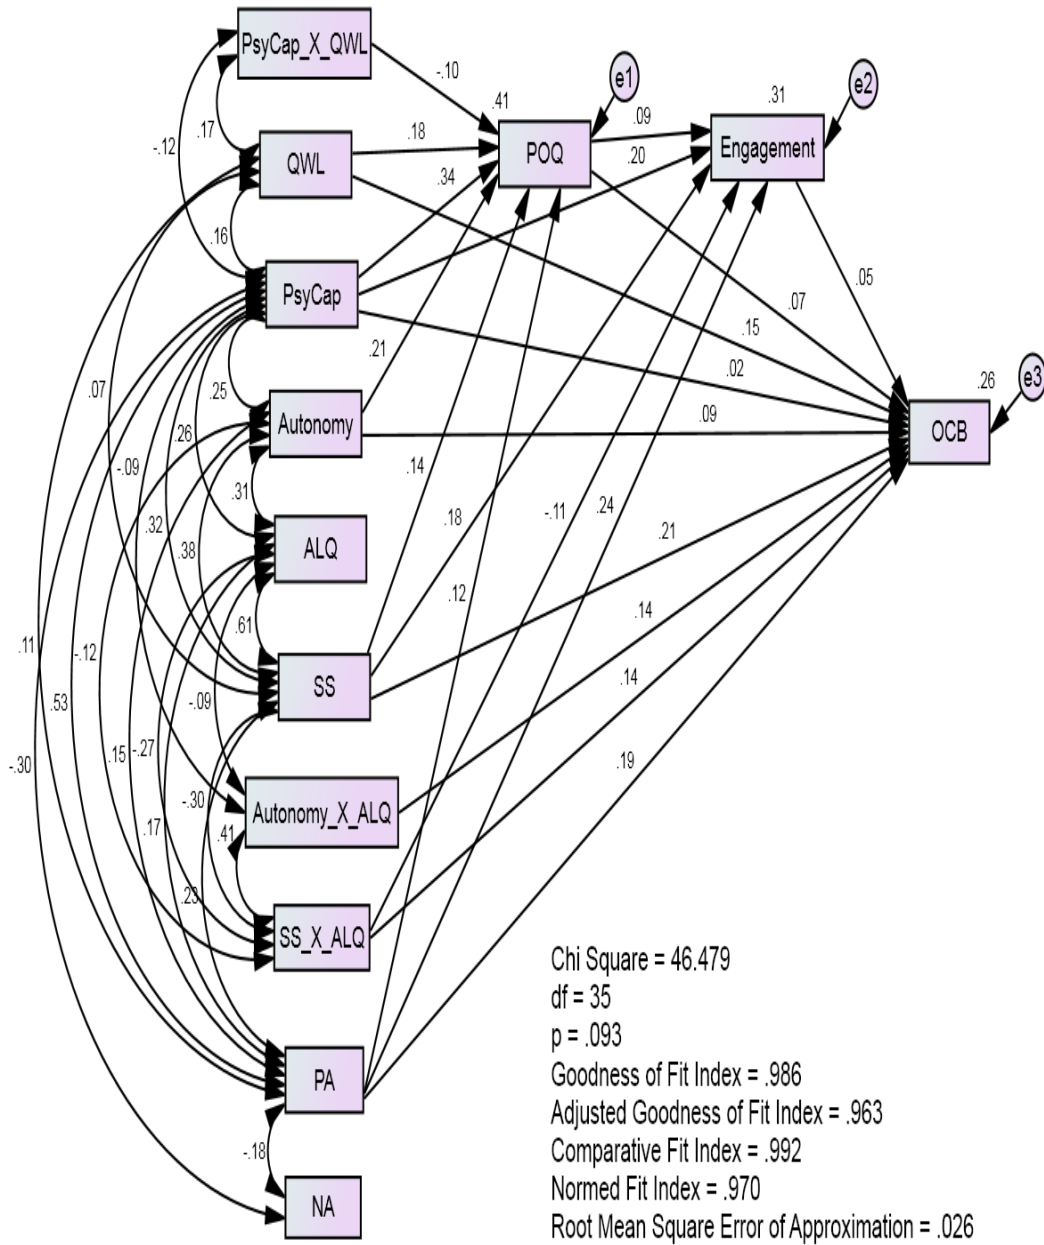 PsyCap_X_QWL
-.10
.41
e1
.09
.31
e2
.17
-.12
QWL
.18
POQ
.20
Engagement
.34
.16
PsyCap
.05
.07
.15
.21
.02
.26
e3
.07
.25
Autonomy
.09
OCB
.26
-.09
.14
.31
.32
.18
-.11
.24
.21
.38
ALQ
.12
.61
.14
.11
-.12
SS
.14
.53
-.09
.15
-.27
.19
-.30
-.30
Autonomy_X_ALQ
.17
.41
.23
SS_X_ALQ
Chi Square = 46.479
df = 35
p = .093
PA
Goodness of Fit Index = .986
Adjusted Goodness of Fit Index = .963
-.18
Comparative Fit Index = .992
Normed Fit Index = .970
NA
Root Mean Square Error of Approximation = .026